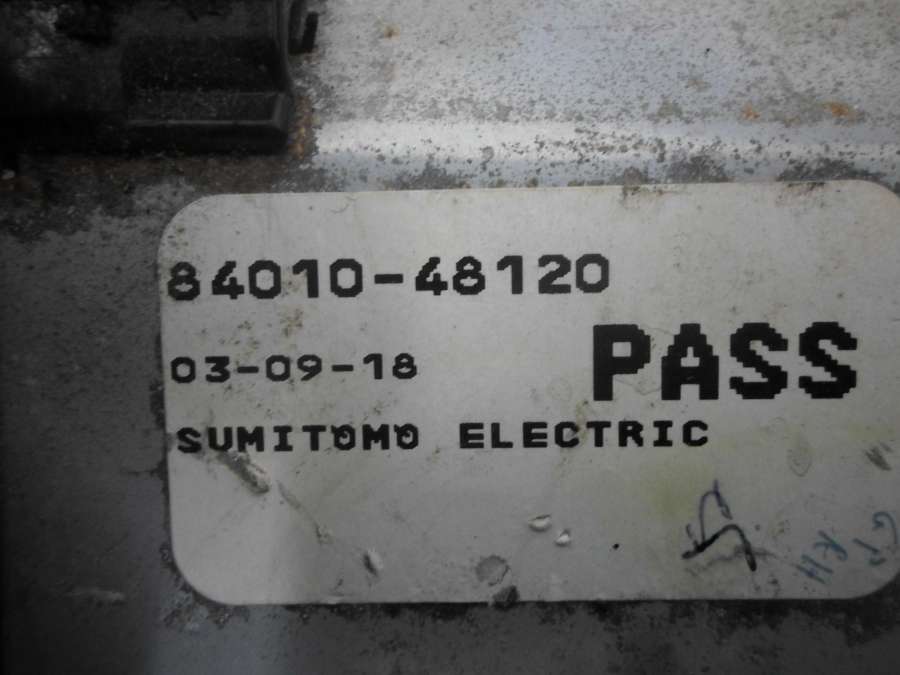 84010-48120
03-09-18
PASS
SUMITOMO ELECTRIC